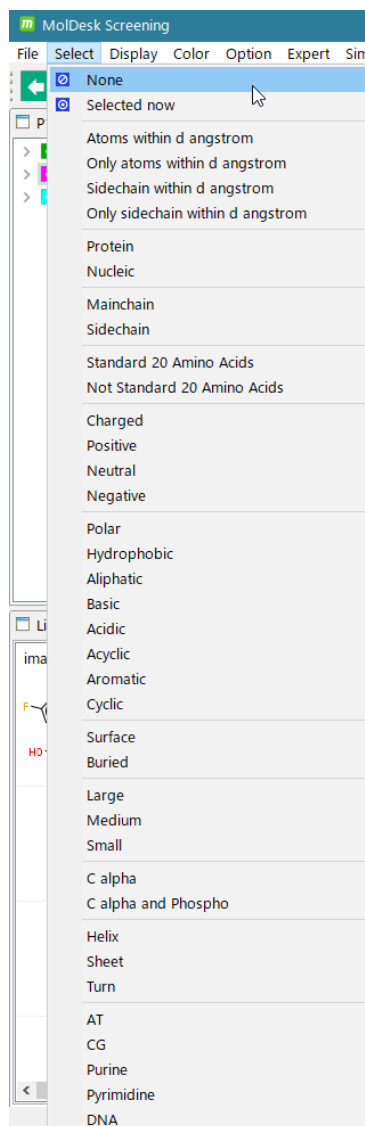 MolDesk Screening
File Select Display Color Option Expert
None
Selected now
Atoms within d angstrom
Only atoms within d angstrom
Sidechain within d angstrom
Only sidechain within d angstrom
Protein
Nucleic
Mainchain
Sidechain
Standard 20 Amino Acids
Not Standard 20 Amino Acids
Charged
Positive
Neutral
Negative
Polar
Hydrophobic
Aliphatic
Basic
Acidic
Acyclic
Aromatic
Cyclic
Surface
Buried
Large
Medium
Small
C alpha
C alpha and Phospho
Helix
Sheet
Turn
AT
CG
Purine
Pyrimidine
DNA
F
HO